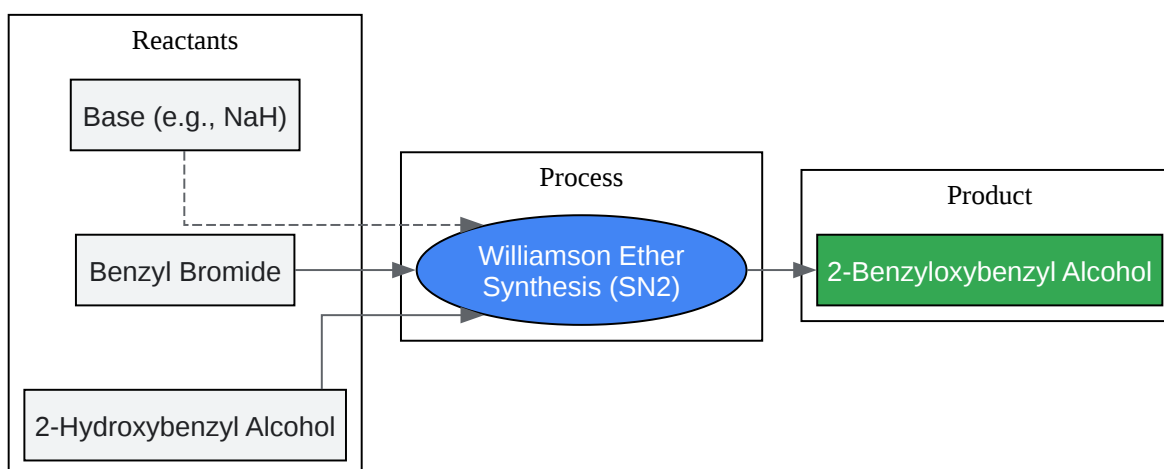 Reactants
Base (e.g., NaH)
Benzyl Bromide
2-Hydroxybenzyl Alcohol
Process
Williamson Ether
Synthesis (SN2)
Product
2-Benzyloxybenzyl Alcohol